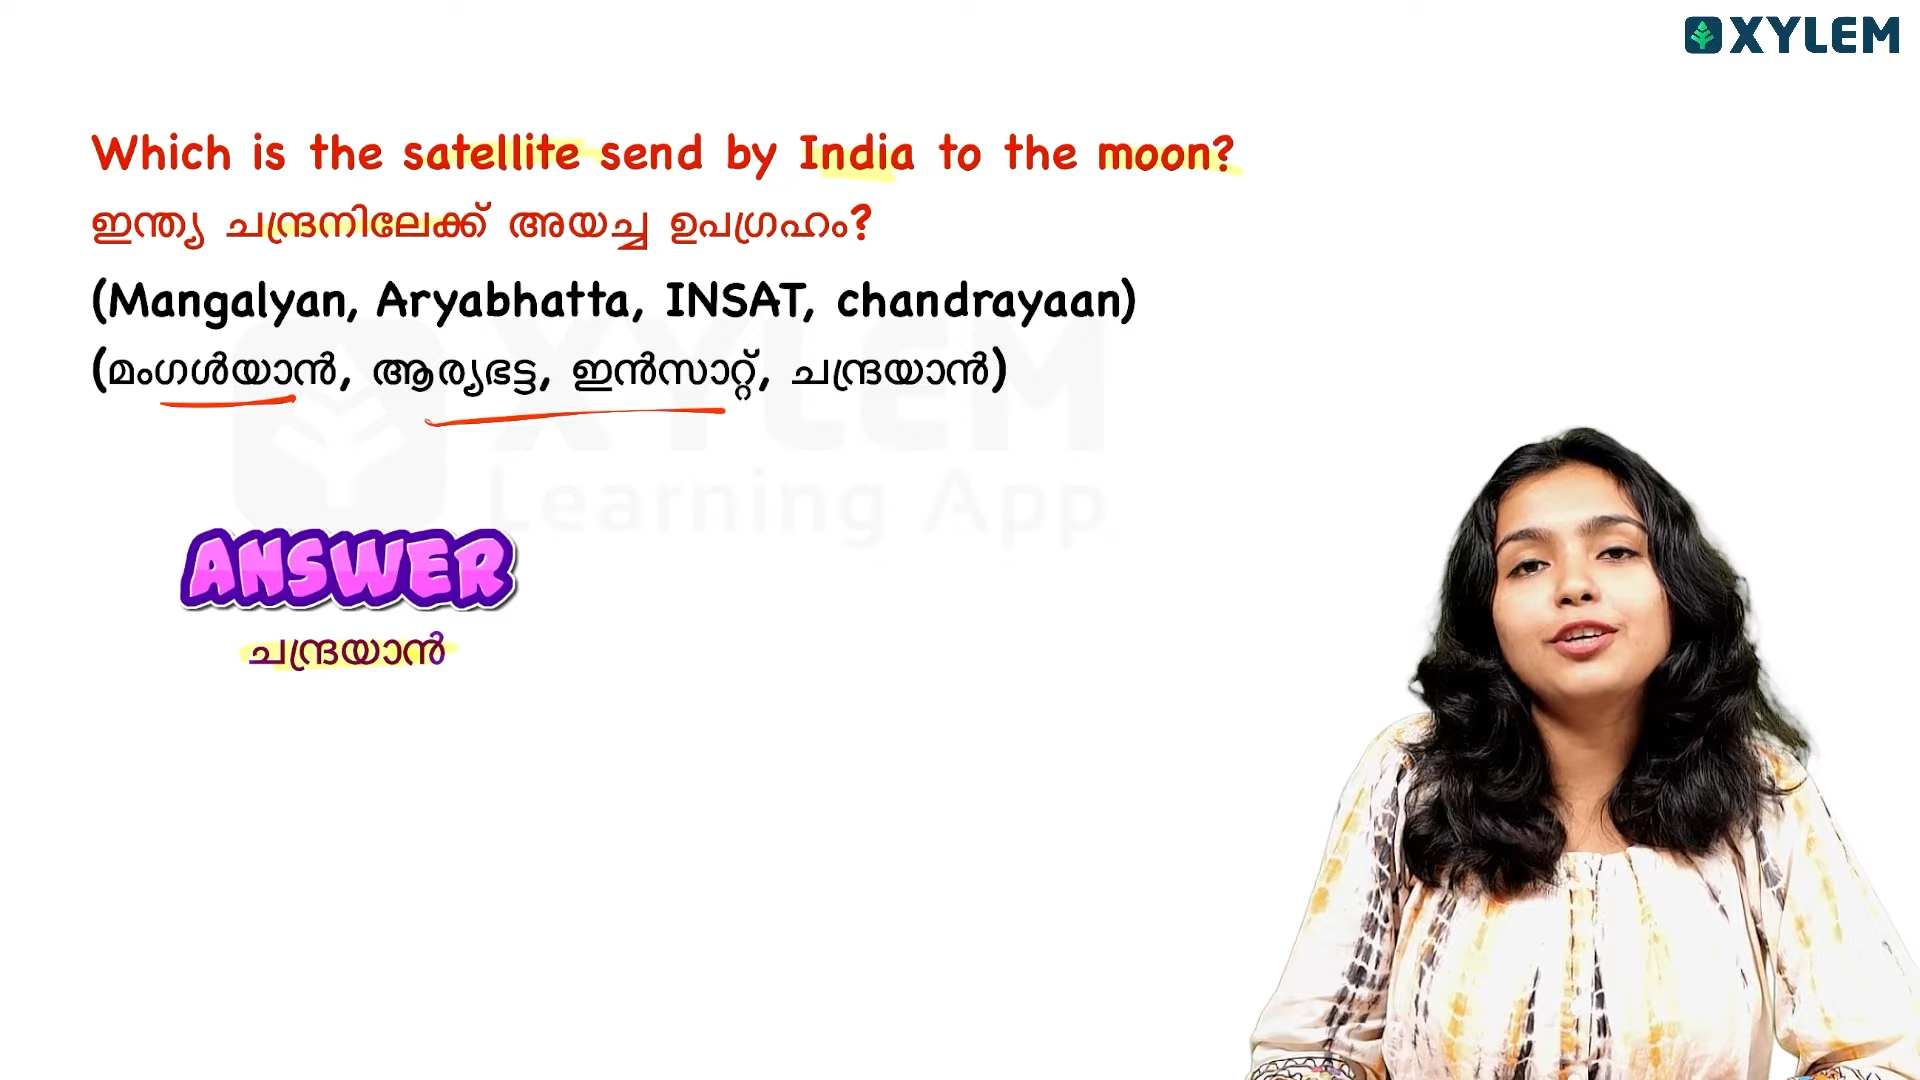 XYLEM
Which is the satellite send by India to the moon?
ഇന്ത്യ ചന്ദ്രനിലേക്ക് അയച്ച ഉപഗ്രഹം?
(Mangalyan, Aryabhatta, INSAT, chandrayaan)
(മംഗൾയാൻ, ആര്യഭട്ട, ഇൻസാറ്റ്, ചന്ദ്രയാൻ)
XYLEM
Learning App
ANSWER
ചന്ദ്രയാൻ